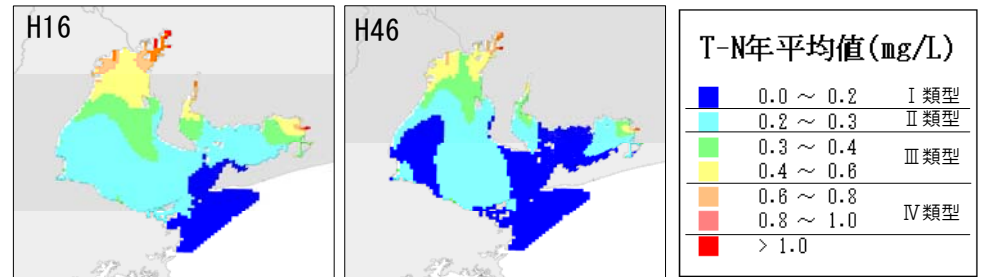 H16
H46
T-N年平均値(mg/L)
0.0 ～ 0.2 Ⅰ類型
0.2 ～ 0.3 Ⅱ類型
0.3 ～ 0.4
Ⅲ類型
0.4 ～ 0.6
0.6 ～ 0.8
Ⅳ類型
0.8 ～ 1.0
> 1.0